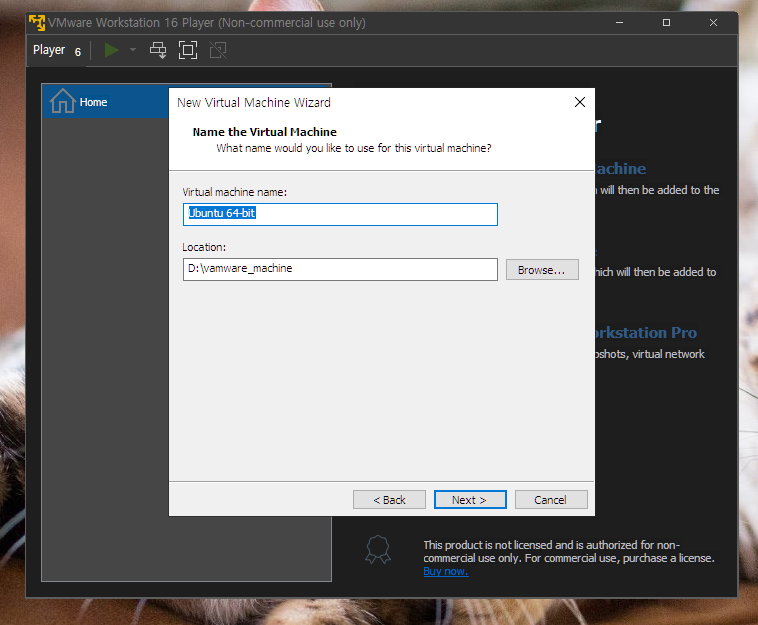 VMware Workstation 16 Player (Non-commercial use only)
Player 6
Home
New Virtual Machine Wizard
Name the Virtual Machine
What name would you like to use for this virtual machine?
Virtual machine name:
Ubuntu 64-bit
Location:
D:\vamware_machine
Browse...
< Back
Next >
Cancel
will then be added to the
which will then be added to
Workstation Pro
snapshots, virtual network
This product is not licensed and is authorized for non-
commercial use only. For commercial use, purchase a license.
Buy now.